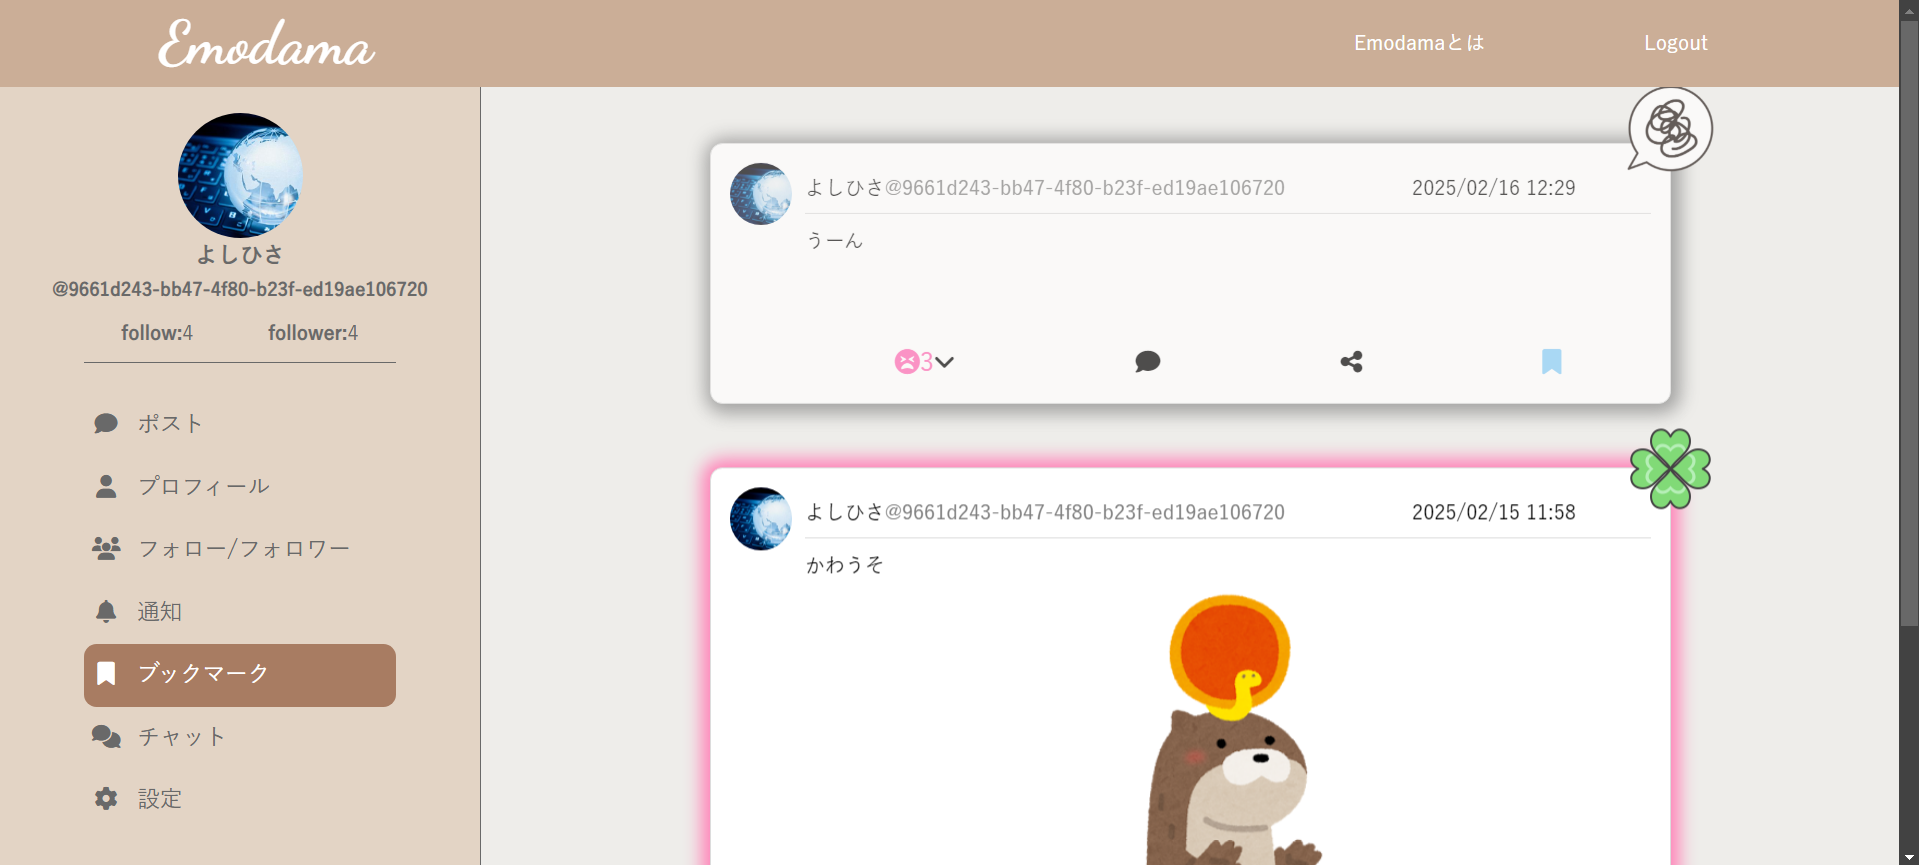 Emodama
Emodamaとは
Logout
よしひさ
@9661d243-bb47-4f80-b23f-ed19ae106720
follow:4 follower:4
ポスト
プロフィール
フォロー/フォロワー
通知
ブックマーク
チャット
設定
よしひさ@9661d243-bb47-4f80-b23f-ed19ae106720 2025/02/16 12:29
うーん
3
よしひさ@9661d243-bb47-4f80-b23f-ed19ae106720 2025/02/15 11:58
かわうそ